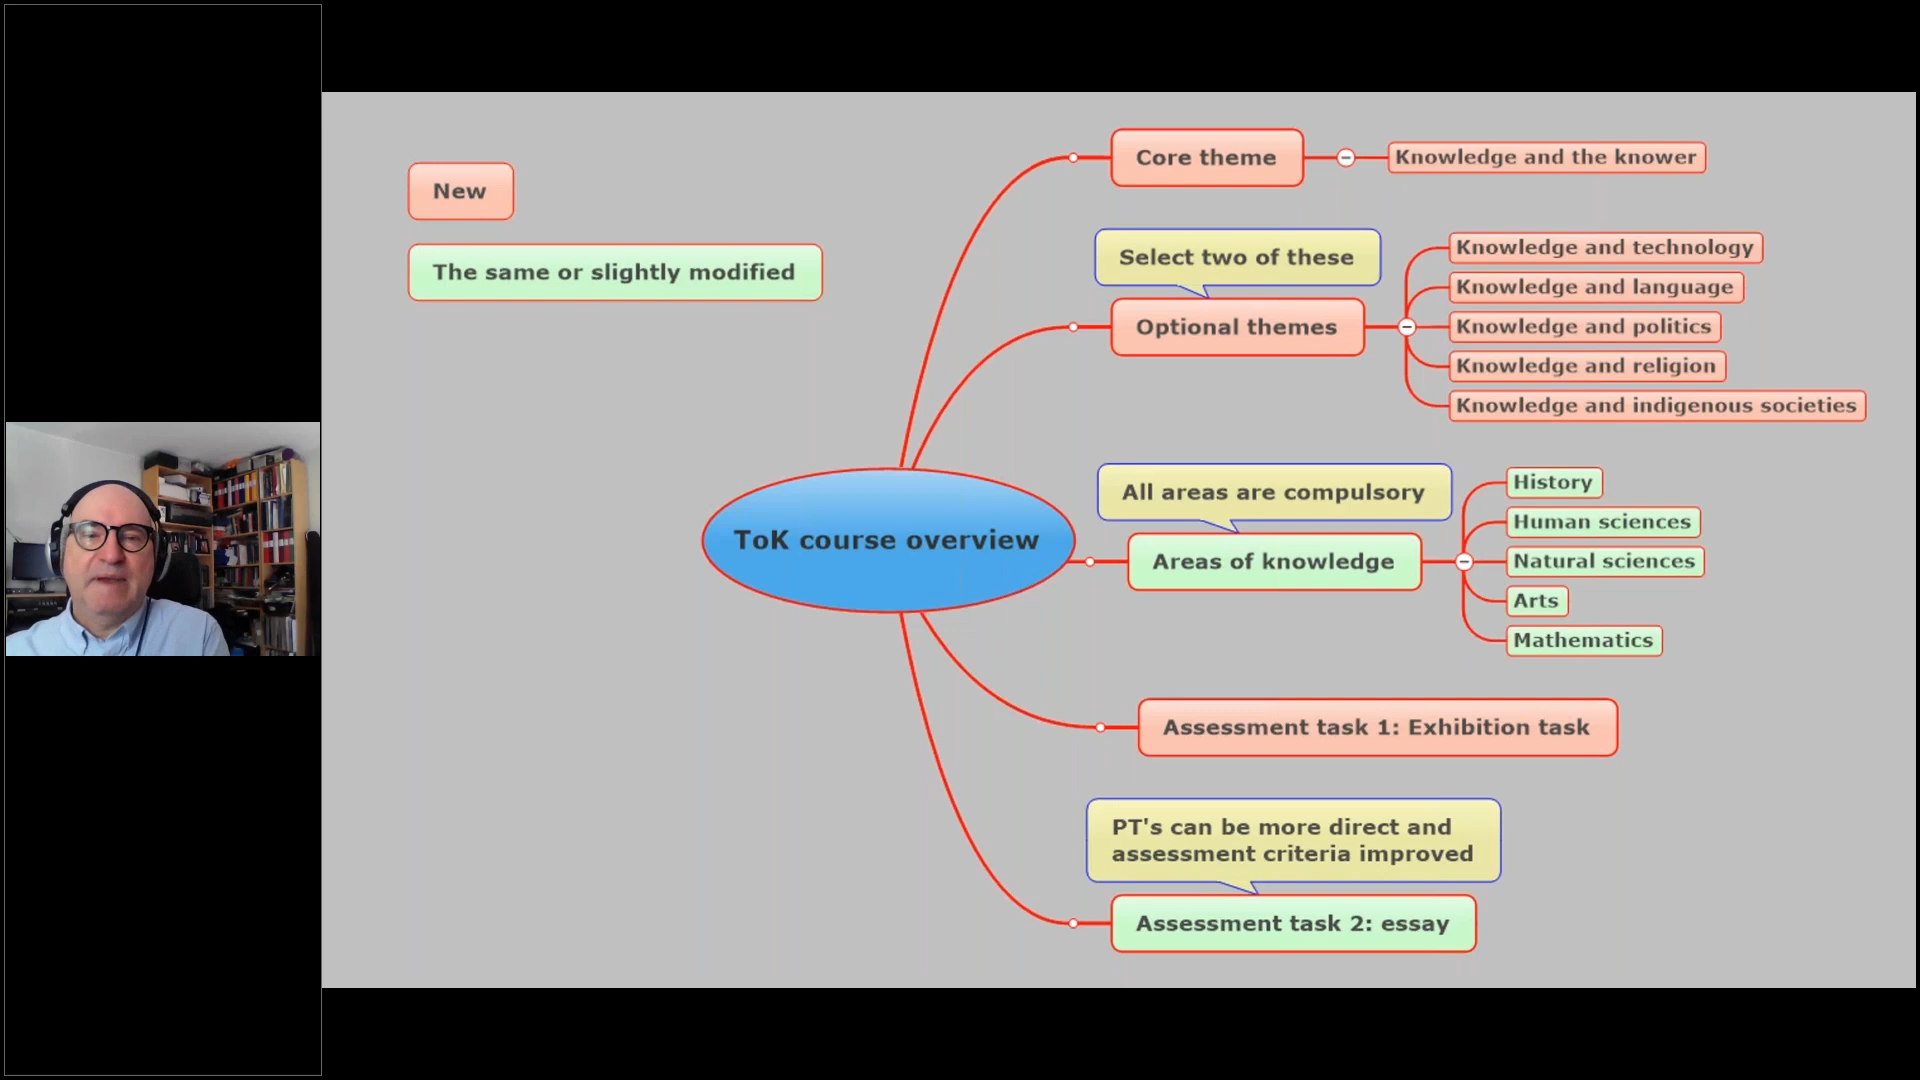 New
The same or slightly modified
ToK course overview
Core theme
Knowledge and the knower
Select two of these
Optional themes
Knowledge and technology
Knowledge and language
Knowledge and politics
Knowledge and religion
Knowledge and indigenous societies
All areas are compulsory
Areas of knowledge
History
Human sciences
Natural sciences
Arts
Mathematics
Assessment task 1: Exhibition task
PT's can be more direct and
assessment criteria improved
Assessment task 2: essay